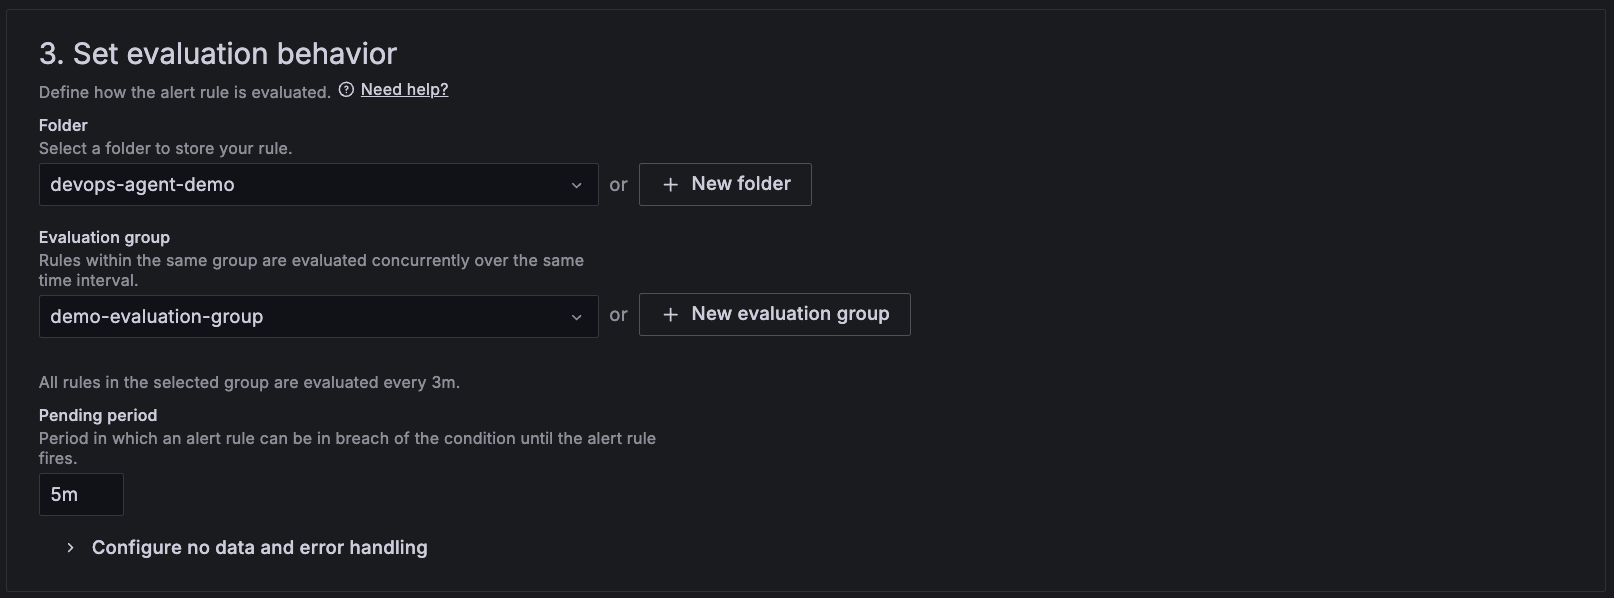 3. Set evaluation behavior
Define how the alert rule is evaluated. Need help?
Folder
Select a folder to store your rule.
devops-agent-demo or + New folder
Evaluation group
Rules within the same group are evaluated concurrently over the same
time interval.
demo-evaluation-group or + New evaluation group
All rules in the selected group are evaluated every 3m.
Pending period
Period in which an alert rule can be in breach of the condition until the alert rule
fires.
5m
Configure no data and error handling